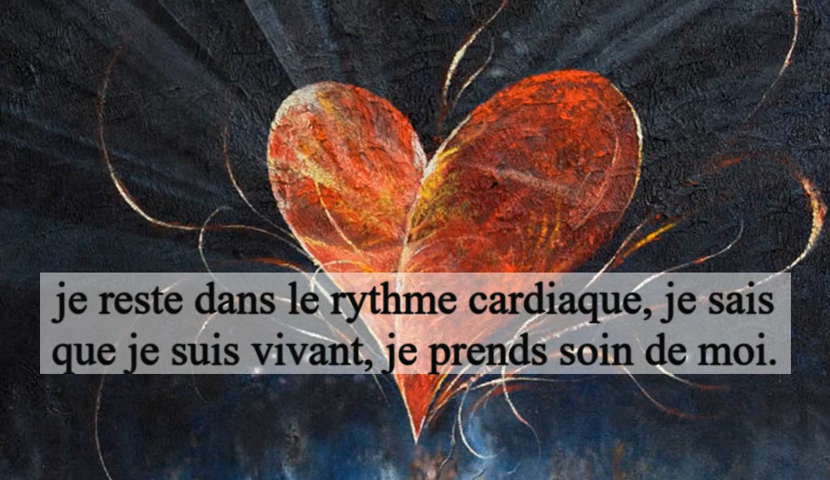 je reste dans le rythme cardiaque, je sais
que je suis vivant, je prends soin de moi.